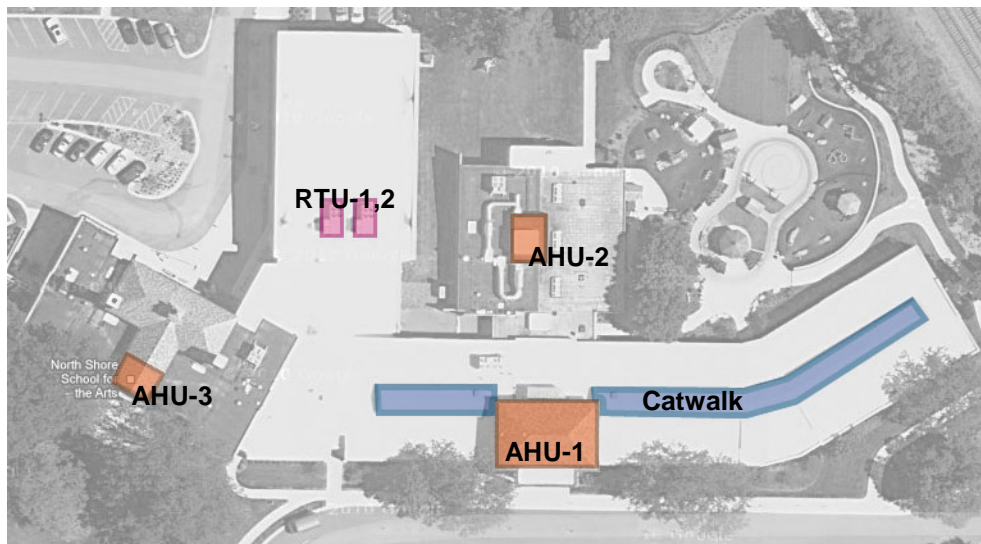 RTU-1,2
AHU-2
North Shore
School for
the Arts
AHU-3
Catwalk
AHU-1